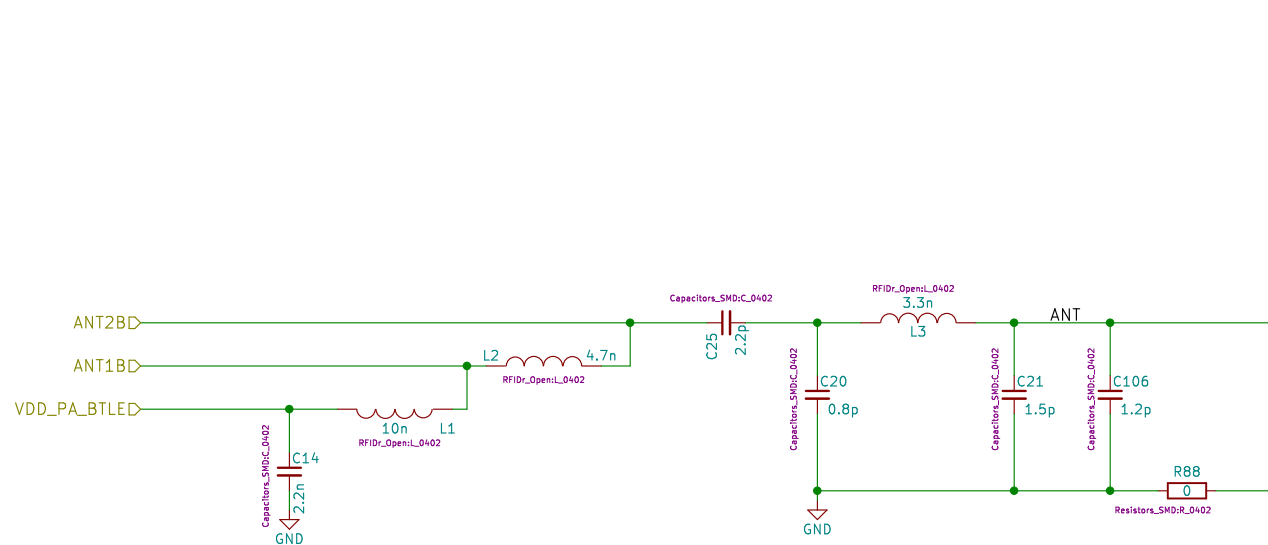 RFIDr_Open:L_0402
Capacitors_SMD:C_0402
3.3n
ANT
ANT2B
C25
2.2p
L3
L2
4.7n
ANT1B
RFIDr_Open:L_0402
Capacitors_SMD:C_0402
C20
0.8p
Capacitors_SMD:C_0402
C21
1.5p
Capacitors_SMD:C_0402
C106
1.2p
VDD_PA_BTLE
10n
L1
RFIDr_Open:L_0402
Capacitors_SMD:C_0402
C14
2.2n
GND
R88
0
Resistors_SMD:R_0402
GND